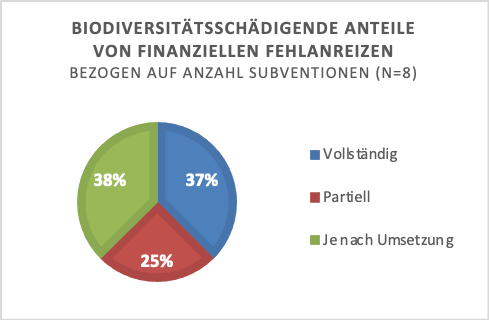 BIODIVERSITÄTSSCHÄDIGENDE ANTEILE
VON FINANZIELLEN FEHLANREIZEN
BEZOGEN AUF ANZAHL SUBVENTIONEN (N=8)
38%
37%
25%
Vollständig
Partiell
Je nach Umsetzung